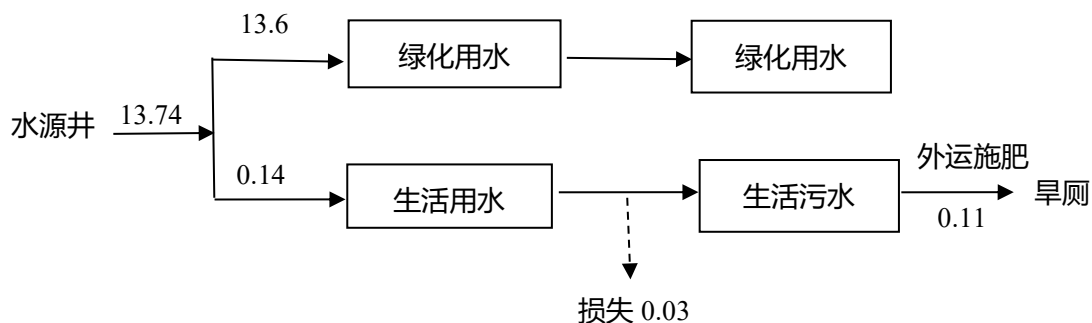 13.6
绿化用水
绿化用水
水源井
13.74
外运施肥
0.14
生活用水
生活污水
旱厕
0.11
损失 0.03